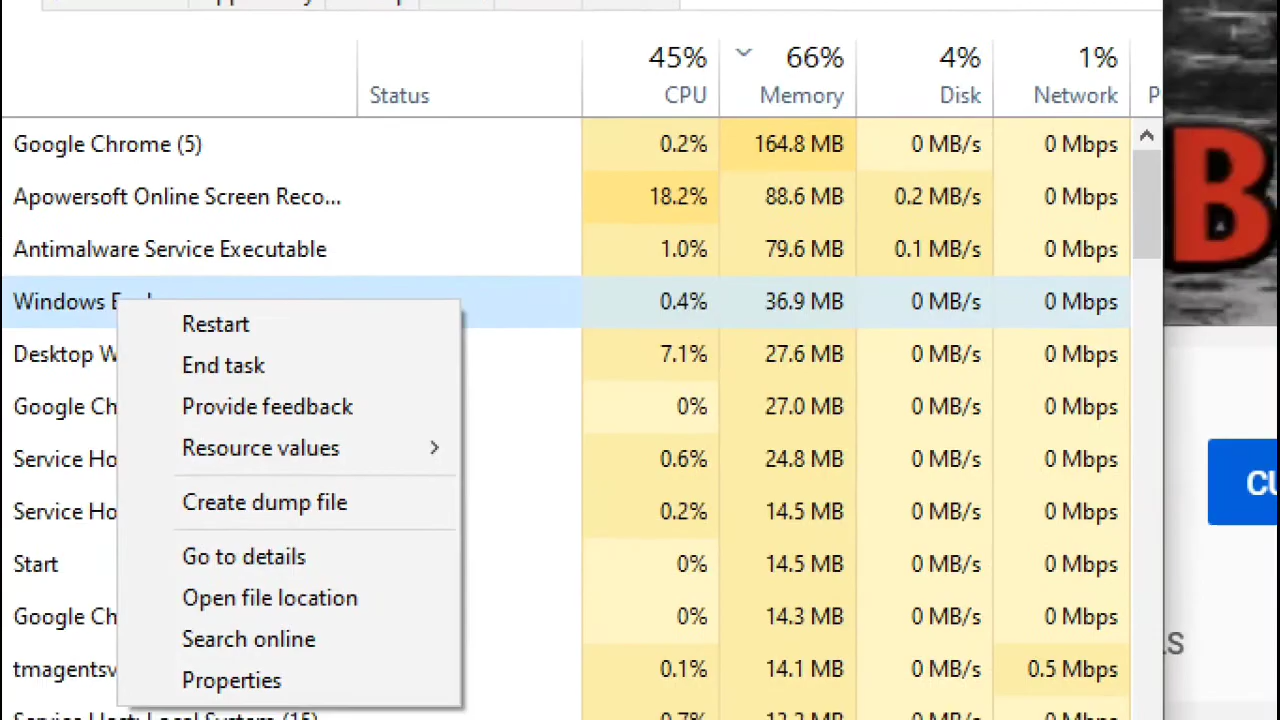 45% 66% 4% 1%
Status CPU Memory Disk Network P
Google Chrome (5) 0.2% 164.8 MB 0 MB/s 0 Mbps
Apowersoft Online Screen Reco... 18.2% 88.6 MB 0.2 MB/s 0 Mbps
Antimalware Service Executable 1.0% 79.6 MB 0.1 MB/s 0 Mbps
Windows 0.4% 36.9 MB 0 MB/s 0 Mbps
Desktop W 7.1% 27.6 MB 0 MB/s 0 Mbps
Google Ch 0% 27.0 MB 0 MB/s 0 Mbps
Service Ho 0.6% 24.8 MB 0 MB/s 0 Mbps
Service Ho 0.2% 14.5 MB 0 MB/s 0 Mbps
Start 0% 14.5 MB 0 MB/s 0 Mbps
Google Ch 0% 14.3 MB 0 MB/s 0 Mbps
tmagentsv 0.1% 14.1 MB 0 MB/s 0.5 Mbps
Service Host: Local System (15)
Restart
End task
Provide feedback
Resource values
Create dump file
Go to details
Open file location
Search online
Properties
B
CU
LS